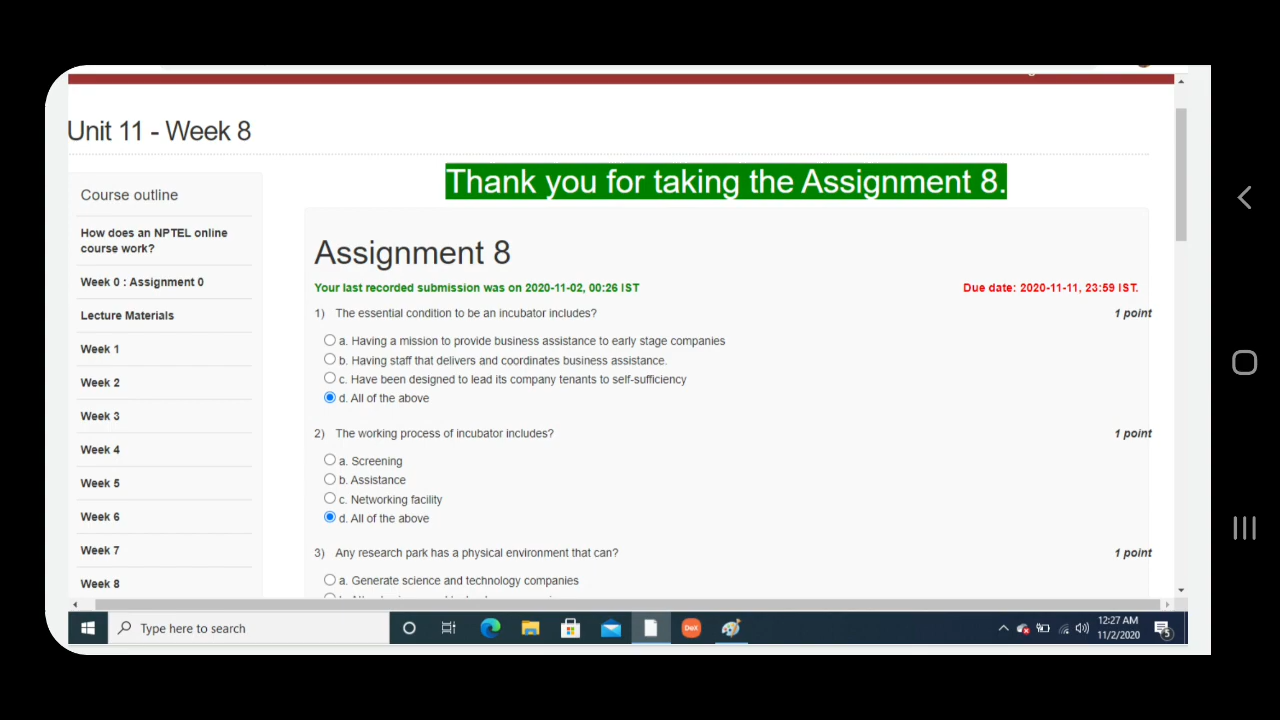 Unit 11 - Week 8
Thank you for taking the Assignment 8.
Course outline
How does an NPTEL online
course work?
Week 0 : Assignment 0
Lecture Materials
Week 1
Week 2
Week 3
Week 4
Week 5
Week 6
Week 7
Week 8
Assignment 8
Your last recorded submission was on 2020-11-02, 00:26 IST
Due date: 2020-11-11, 23:59 IST.
1) The essential condition to be an incubator includes? 1 point
a. Having a mission to provide business assistance to early stage companies
b. Having staff that delivers and coordinates business assistance.
c. Have been designed to lead its company tenants to self-sufficiency
d. All of the above
2) The working process of incubator includes? 1 point
a. Screening
b. Assistance
c. Networking facility
d. All of the above
3) Any research park has a physical environment that can? 1 point
a. Generate science and technology companies
Type here to search
DeX
12:27 AM
11/2/2020
5